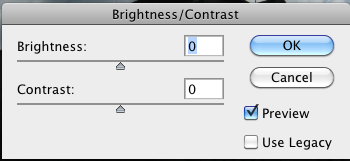 Brightness/Contrast
Brightness: 0
OK
Cancel
Contrast: 0
Preview
Use Legacy